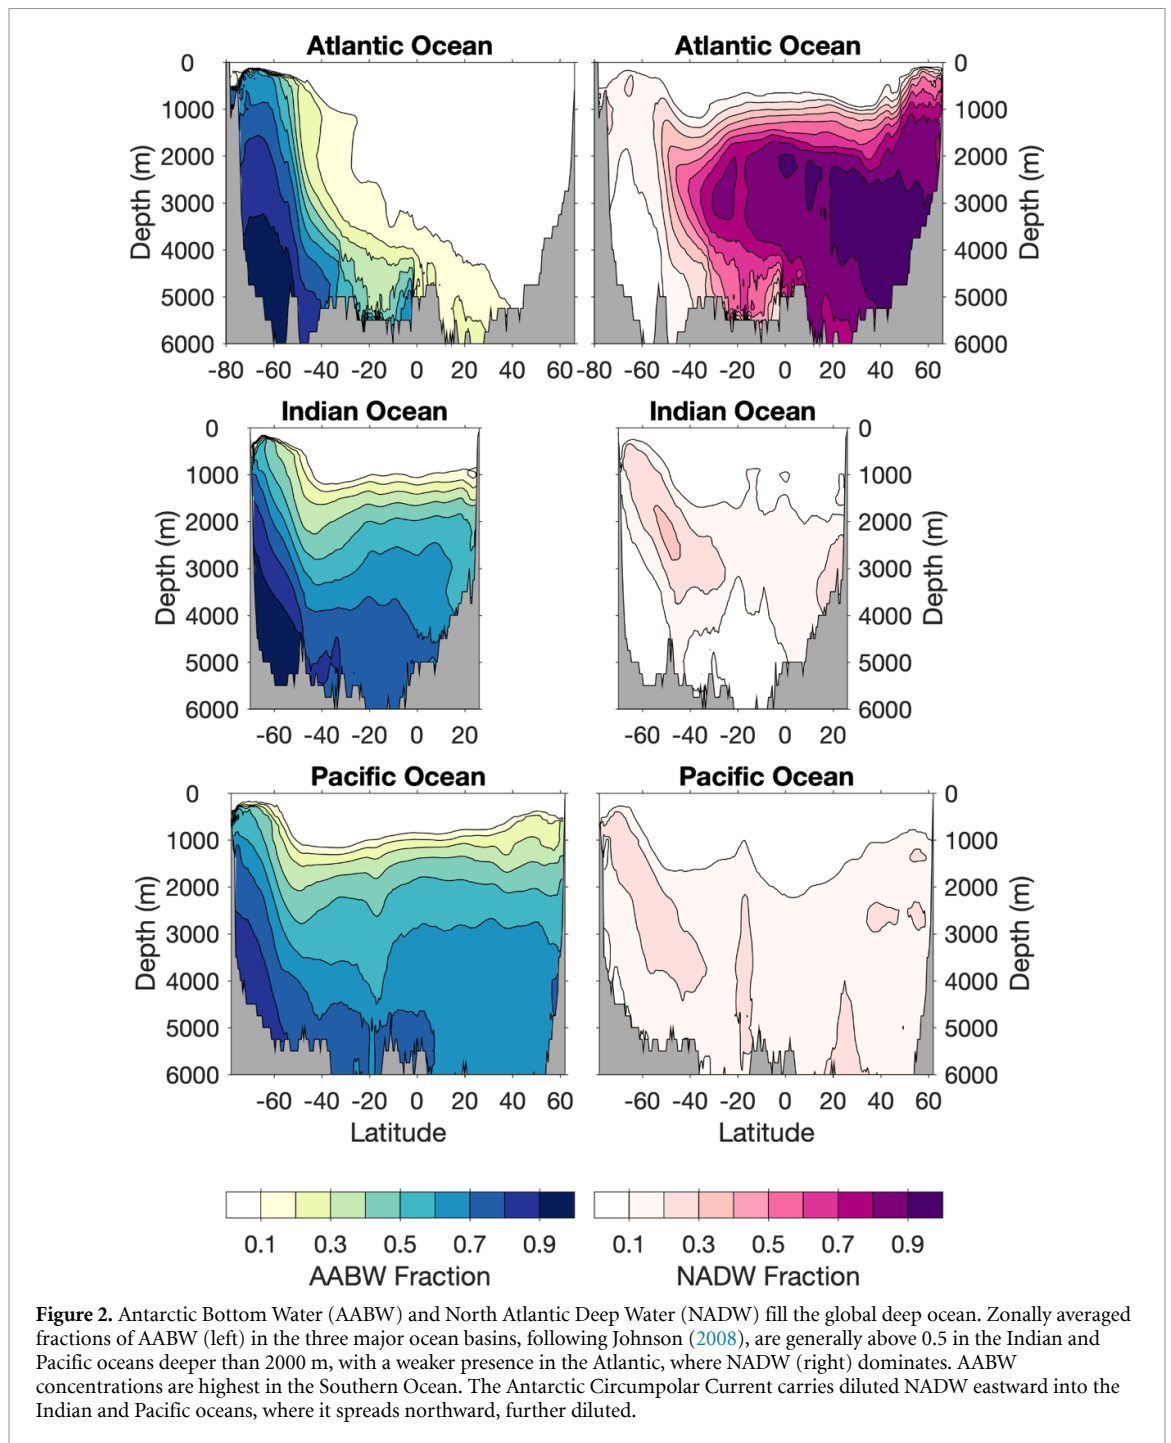 Atlantic Ocean
Atlantic Ocean
0
1000
2000
3000
4000
5000
6000
Depth (m)
-80 -60 -40 -20 0 20 40 60
0
1000
2000
3000
4000
5000
6000
Depth (m)
-80 -60 -40 -20 0 20 40 60
Indian Ocean
Indian Ocean
0
1000
2000
3000
4000
5000
6000
Depth (m)
-60 -40 -20 0 20
0
1000
2000
3000
4000
5000
6000
Depth (m)
-60 -40 -20 0 20
Pacific Ocean
Pacific Ocean
0
1000
2000
3000
4000
5000
6000
Depth (m)
-60 -40 -20 0 20 40 60
Latitude
0
1000
2000
3000
4000
5000
6000
Depth (m)
-60 -40 -20 0 20 40 60
Latitude
0.1 0.3 0.5 0.7 0.9
AABW Fraction
0.1 0.3 0.5 0.7 0.9
NADW Fraction
Figure 2. Antarctic Bottom Water (AABW) and North Atlantic Deep Water (NADW) fill the global deep ocean. Zonally averaged
fractions of AABW (left) in the three major ocean basins, following Johnson (2008), are generally above 0.5 in the Indian and
Pacific oceans deeper than 2000 m, with a weaker presence in the Atlantic, where NADW (right) dominates. AABW
concentrations are highest in the Southern Ocean. The Antarctic Circumpolar Current carries diluted NADW eastward into the
Indian and Pacific oceans, where it spreads northward, further diluted.